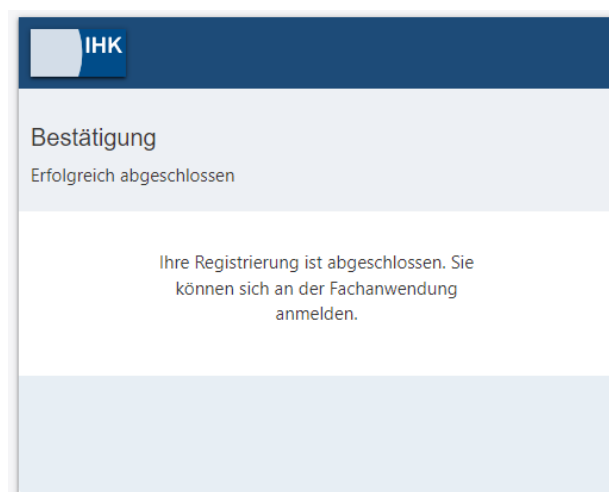 IHK
Bestätigung
Erfolgreich abgeschlossen
Ihre Registrierung ist abgeschlossen. Sie
können sich an der Fachanwendung
anmelden.